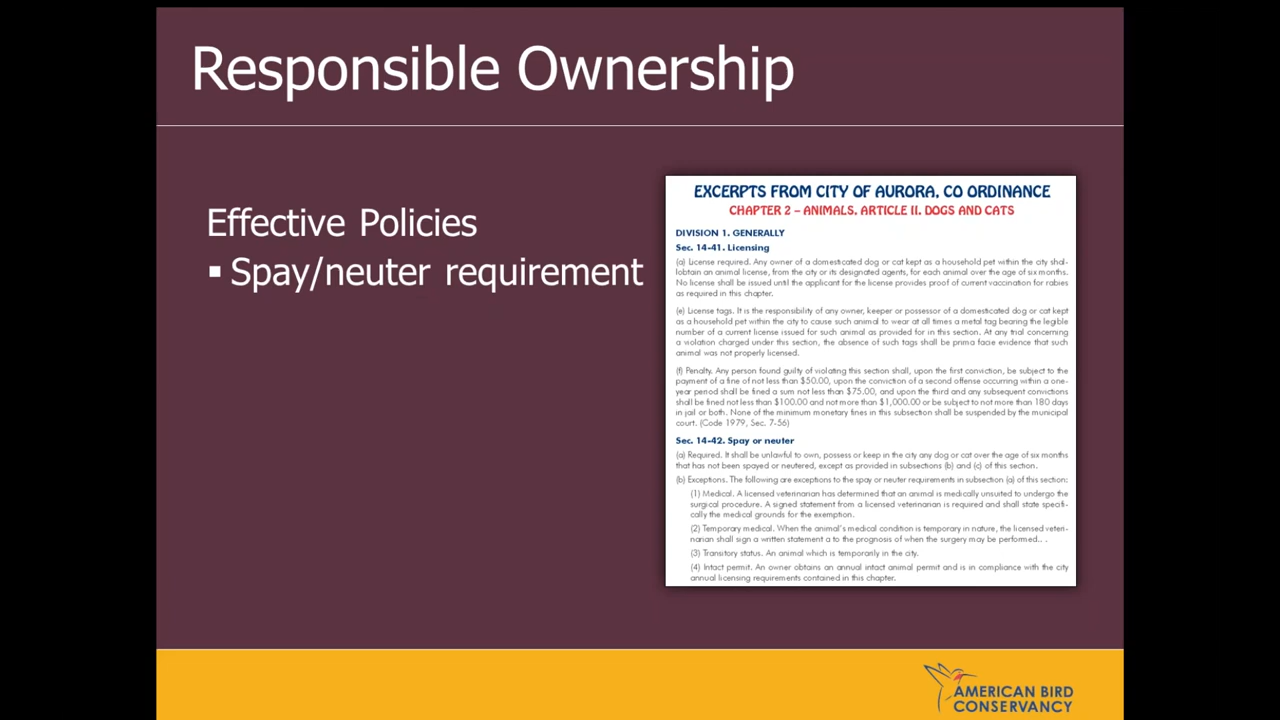 Responsible Ownership
Effective Policies
▪ Spay/neuter requirement
EXCERPTS FROM CITY OF AURORA, CO ORDINANCE
CHAPTER 2 – ANIMALS, ARTICLE II. DOGS AND CATS
DIVISION 1. GENERALLY
Sec. 14-41. Licensing
(a) License required. Any owner of a domesticated dog or cat kept as a household pet within the city shal-
lobtain an animal license, from the city or its designated agents, for each animal over the age of six months.
No license shall be issued until the applicant for the license provides proof of current vaccination for rabies
as required in this chapter.
(e) License tags. It is the responsibility of any owner, keeper or possessor of a domesticated dog or cat kept
as a household pet within the city to cause such animal to wear at all times a metal tag bearing the legible
number of a current license issued for such animal as provided for in this section. At any trial concerning
a violation charged under this section, the absence of such tags shall be prima facie evidence that such
animal was not properly licensed.
(f) Penalty. Any person found guilty of violating this section shall, upon the first conviction, be subject to the
payment of a fine of not less than $50.00, upon the conviction of a second offense occurring within a one-
year period shall be fined a sum not less than $75.00, and upon the third and any subsequent convictions
shall be fined not less than $100.00 and not more than $1,000.00 or be subject to not more than 180 days
in jail or both. None of the minimum monetary fines in this subsection shall be suspended by the municipal
court. (Code 1979, Sec. 7-56)
Sec. 14-42. Spay or neuter
(a) Required. It shall be unlawful to own, possess or keep in the city any dog or cat over the age of six months
that has not been spayed or neutered, except as provided in subsections (b) and (c) of this section.
(b) Exceptions. The following are exceptions to the spay or neuter requirements in subsection (a) of this section:
(1) Medical. A licensed veterinarian has determined that an animal is medically unsuited to undergo the
surgical procedure. A signed statement from a licensed veterinarian is required and shall state specifi-
cally the medical grounds for the exemption.
(2) Temporary medical. When the animal's medical condition is temporary in nature, the licensed veteri-
narian shall sign a written statement a to the prognosis of when the surgery may be performed.. .
(3) Transitory status. An animal which is temporarily in the city.
(4) Intact permit. An owner obtains an annual intact animal permit and is in compliance with the city
annual licensing requirements contained in this chapter.
AMERICAN BIRD
CONSERVANCY